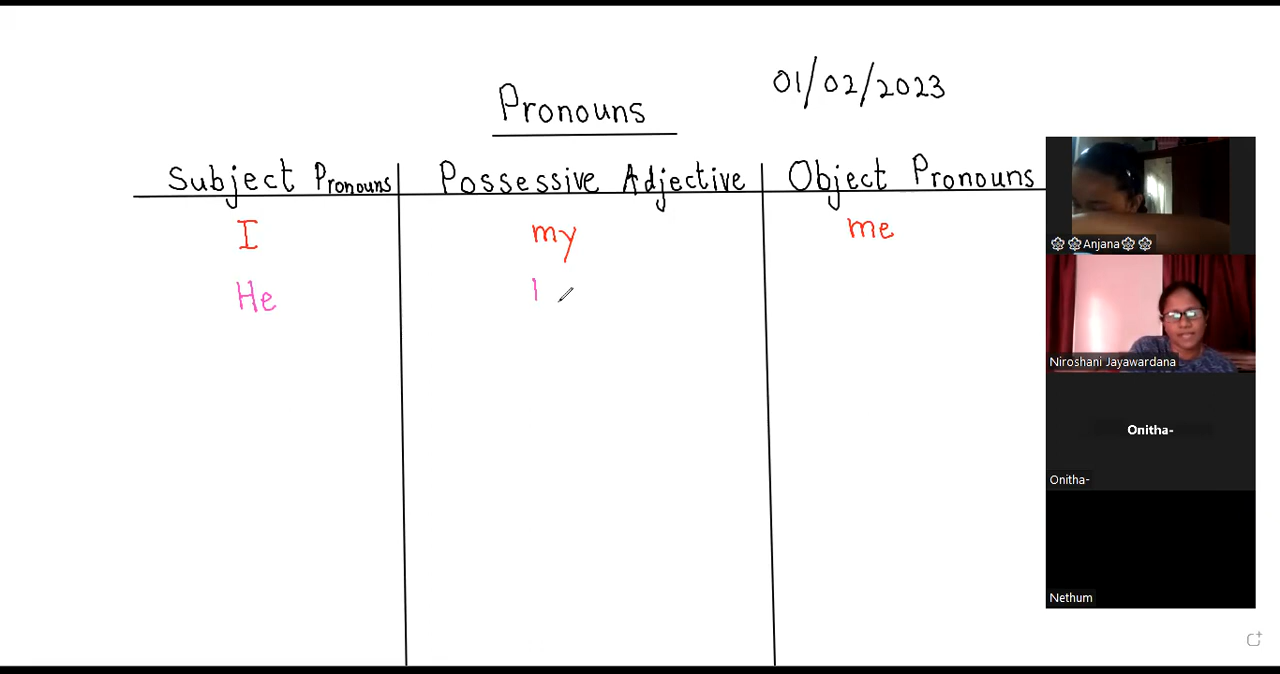 01/02/2023
Pronouns
Subject Pronouns Possessive Adjective Object Pronouns
I my me
He
Anjana
Niroshani Jayawardana
Onitha-
Onitha-
Nethum